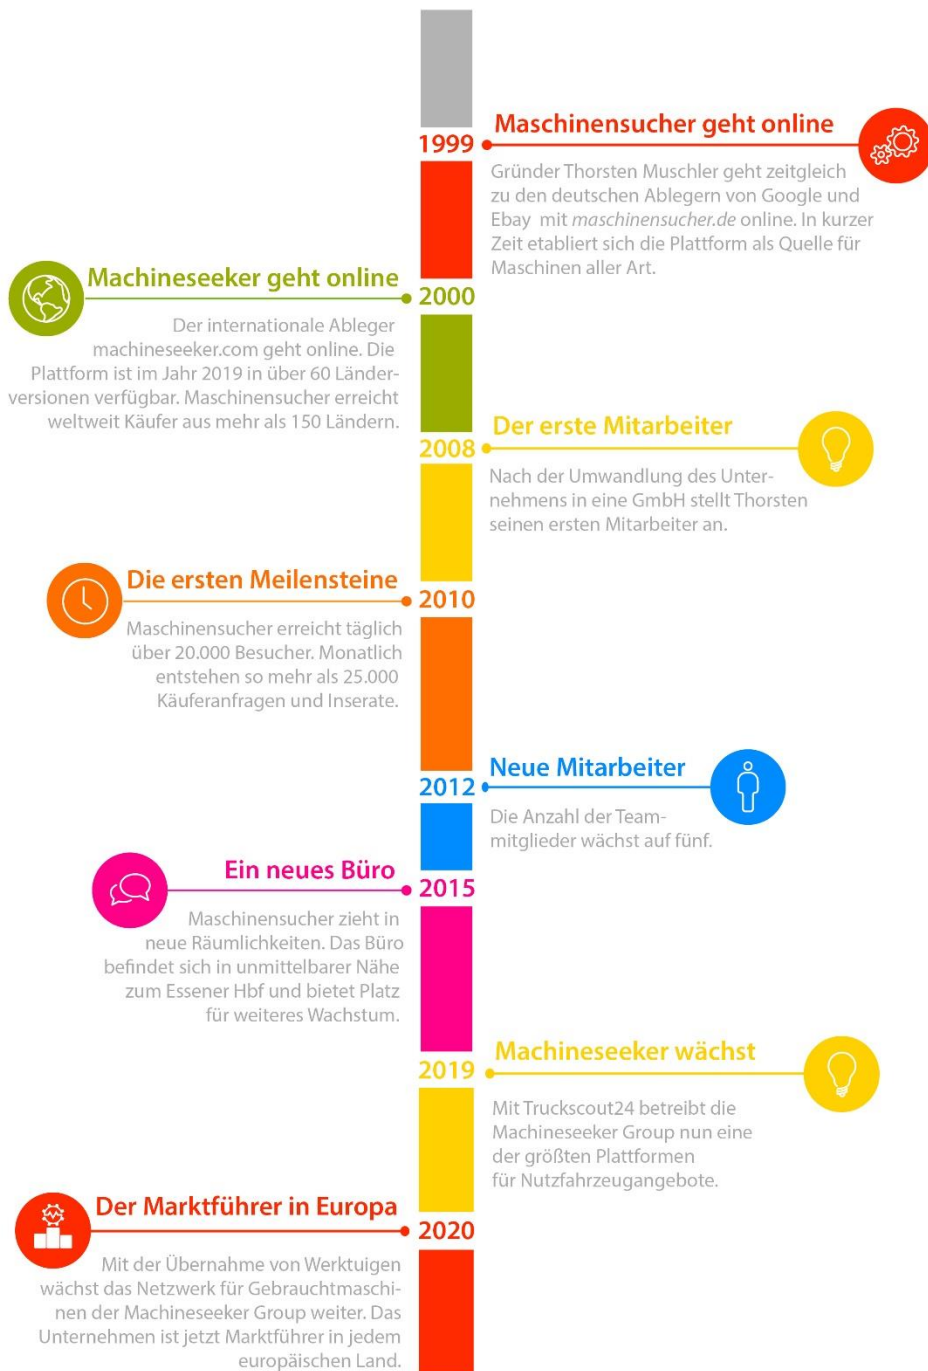 Maschinensucher geht online
1999
Gründer Thorsten Muschler geht zeitgleich
zu den deutschen Ablegern von Google und
Ebay mit maschinensucher.de online. In kurzer
Zeit etabliert sich die Plattform als Quelle für
Maschinen aller Art.
Machineseeker geht online
2000
Der internationale Ableger
machineseeker.com geht online. Die
Plattform ist im Jahr 2019 in über 60 Länder-
versionen verfügbar. Maschinensucher erreicht
weltweit Käufer aus mehr als 150 Ländern.
Der erste Mitarbeiter
2008
Nach der Umwandlung des Unter-
nehmens in eine GmbH stellt Thorsten
seinen ersten Mitarbeiter an.
Die ersten Meilensteine
2010
Maschinensucher erreicht täglich
über 20.000 Besucher. Monatlich
entstehen so mehr als 25.000
Käuferanfragen und Inserate.
Neue Mitarbeiter
2012
Die Anzahl der Team-
mitglieder wächst auf fünf.
Ein neues Büro
2015
Maschinensucher zieht in
neue Räumlichkeiten. Das Büro
befindet sich in unmittelbarer Nähe
zum Essener Hbf und bietet Platz
für weiteres Wachstum.
Machineseeker wächst
2019
Mit Truckscout24 betreibt die
Machineseeker Group nun eine
der größten Plattformen
für Nutzfahrzeugangebote.
Der Marktführer in Europa
2020
Mit der Übernahme von Werktuigen
wächst das Netzwerk für Gebrauchtmaschi-
nen der Machineseeker Group weiter. Das
Unternehmen ist jetzt Marktführer in jedem
europäischen Land.